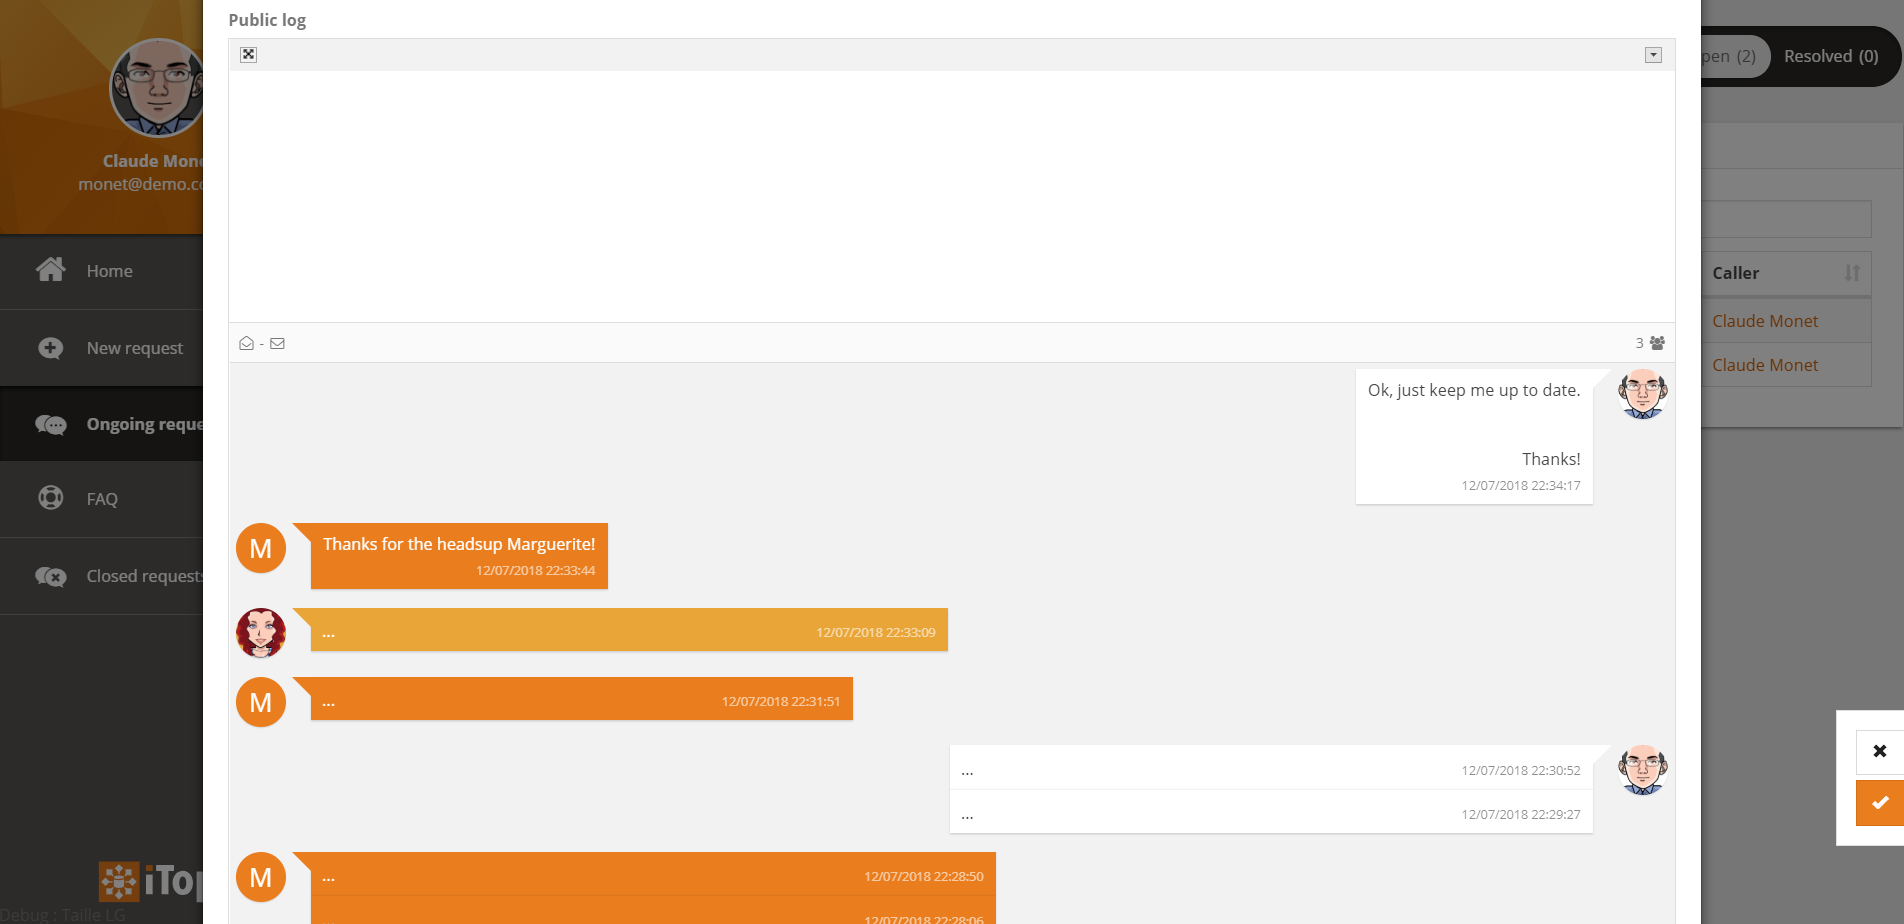 Public log
pen (2)
Resolved (0)
Claude Mone
monet@demo.co
Home
New request
Ongoing reque
FAQ
Closed requests
Caller
Claude Monet
Claude Monet
-
3
Ok, just keep me up to date.
Thanks!
12/07/2018 22:34:17
M
Thanks for the headsup Marguerite!
12/07/2018 22:33:44
... 12/07/2018 22:33:09
M
... 12/07/2018 22:31:51
... 12/07/2018 22:30:52
... 12/07/2018 22:29:27
M
... 12/07/2018 22:28:50
... 12/07/2018 22:28:06
iTop
Debug : Taille LG